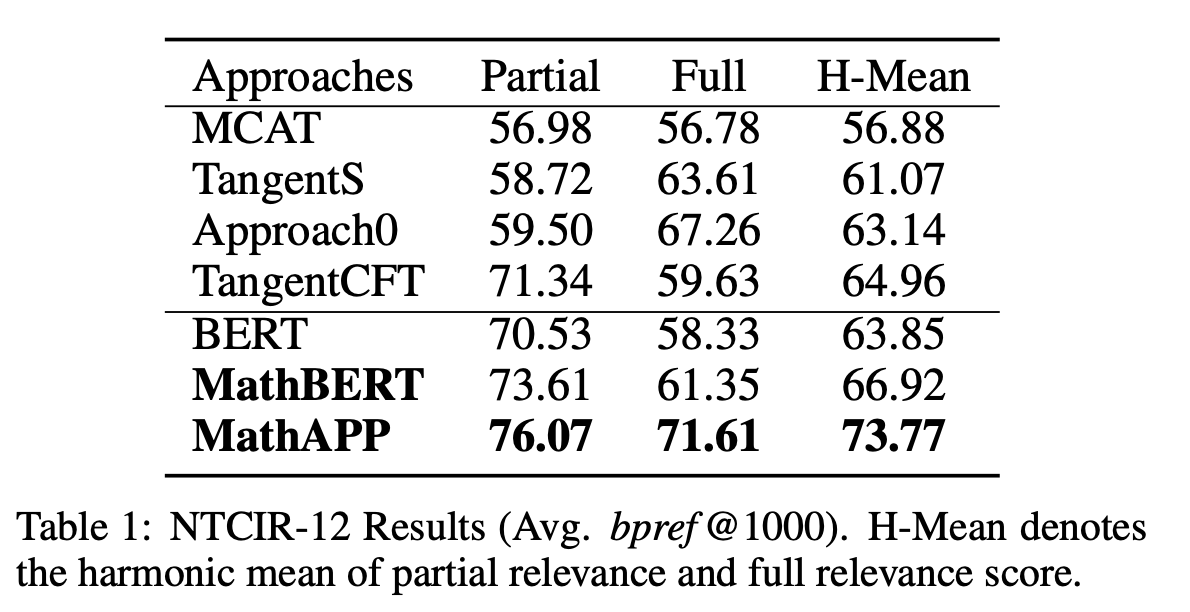 Approaches Partial Full H-Mean
MCAT 56.98 56.78 56.88
TangentS 58.72 63.61 61.07
Approach0 59.50 67.26 63.14
TangentCFT 71.34 59.63 64.96
BERT 70.53 58.33 63.85
MathBERT 73.61 61.35 66.92
MathAPP 76.07 71.61 73.77
Table 1: NTCIR-12 Results (Avg. bpref@1000). H-Mean denotes
the harmonic mean of partial relevance and full relevance score.